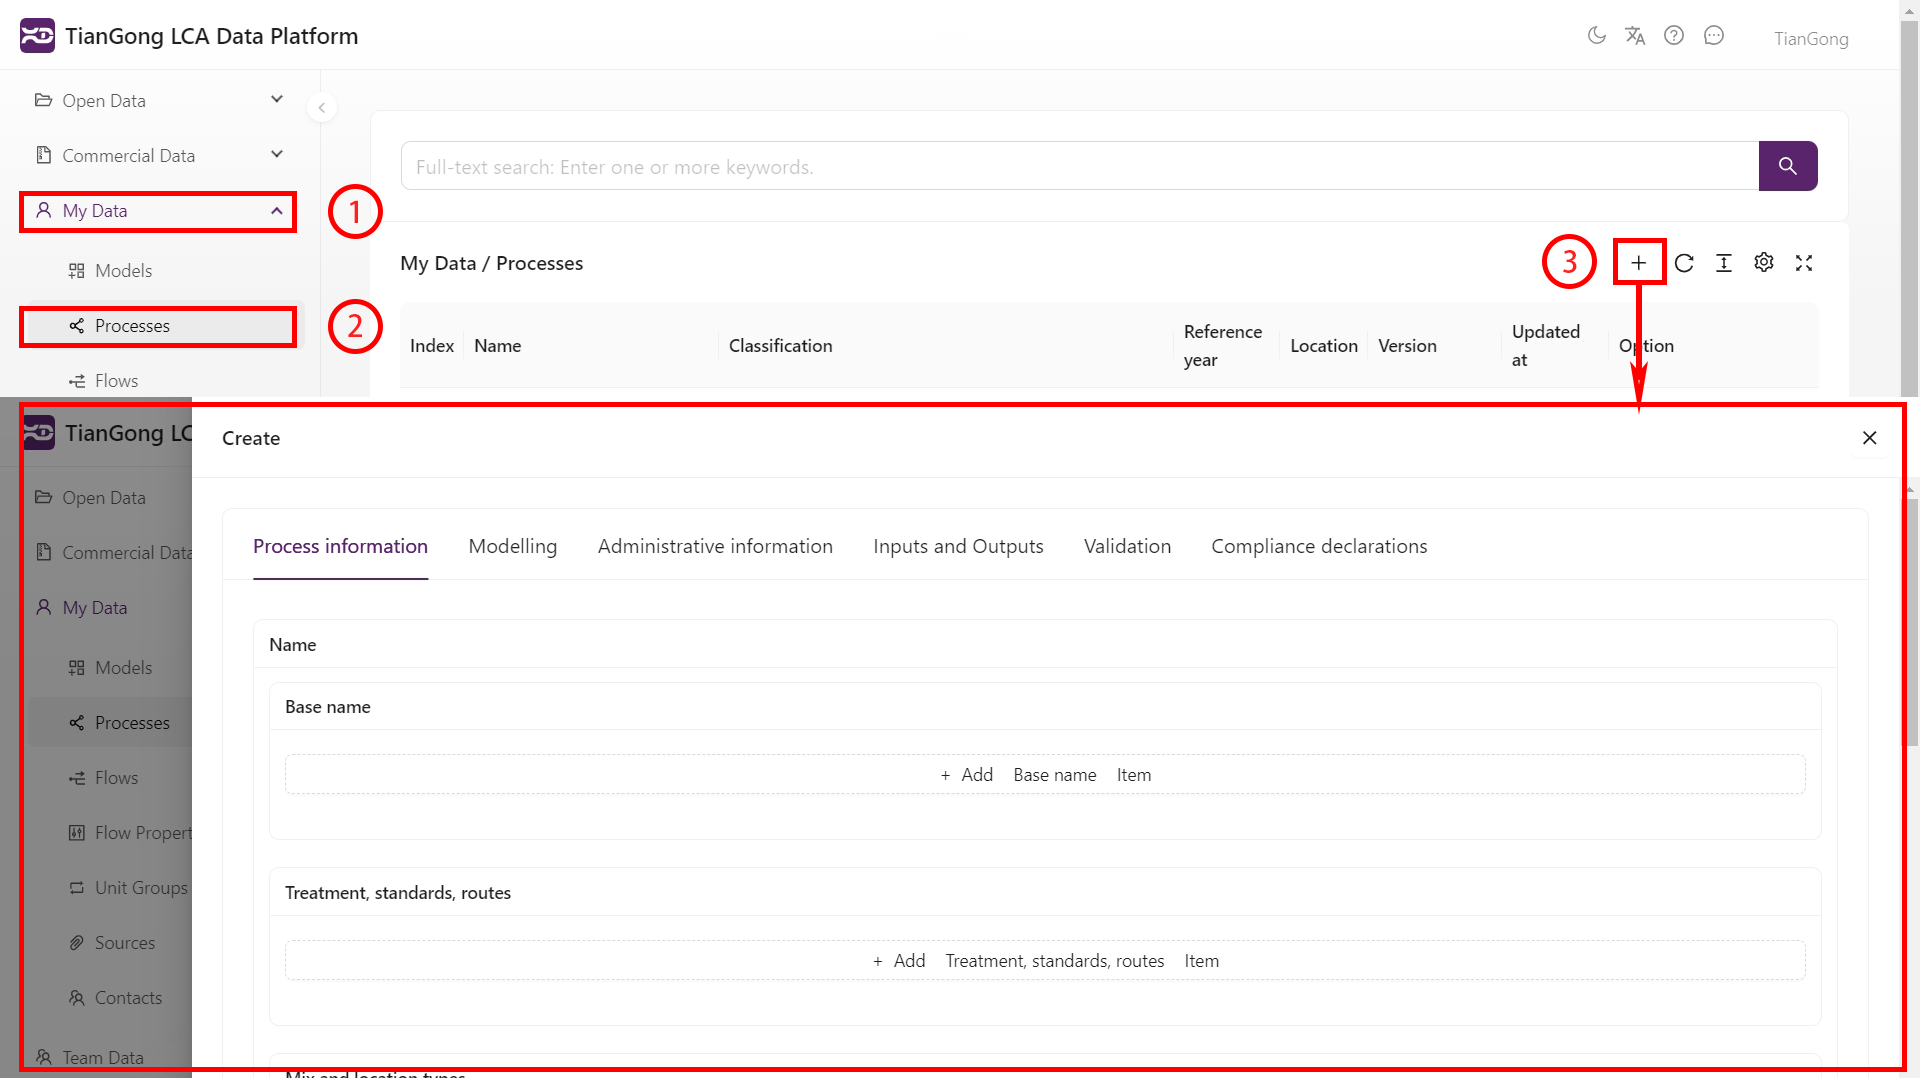 TianGong LCA Data Platform
TianGong
Open Data
Commercial Data
Full-text search: Enter one or more keywords.
My Data
1
Models
My Data / Processes
3
Processes
2
Index Name Classification Reference year Location Version Updated at Option
Flows
TianGong LC
Create
Open Data
Commercial Data
My Data
Models
Processes
Flows
Flow Propert
Unit Groups
Sources
Contacts
Team Data
Process information Modelling Administrative information Inputs and Outputs Validation Compliance declarations
Name
Base name
+ Add Base name Item
Treatment, standards, routes
+ Add Treatment, standards, routes Item
Mix and location types